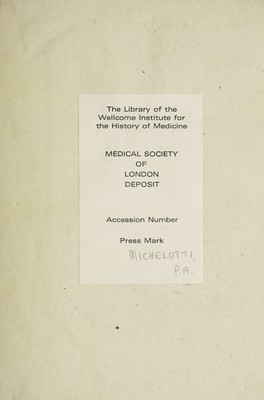 The Library of the
Wellcome Institute for
the History of Medicine
MEDICAL SOCIETY
OF
LONDON
DEPOSIT
Accession Number
Press Mark
MICHELOTTI,
P.A.